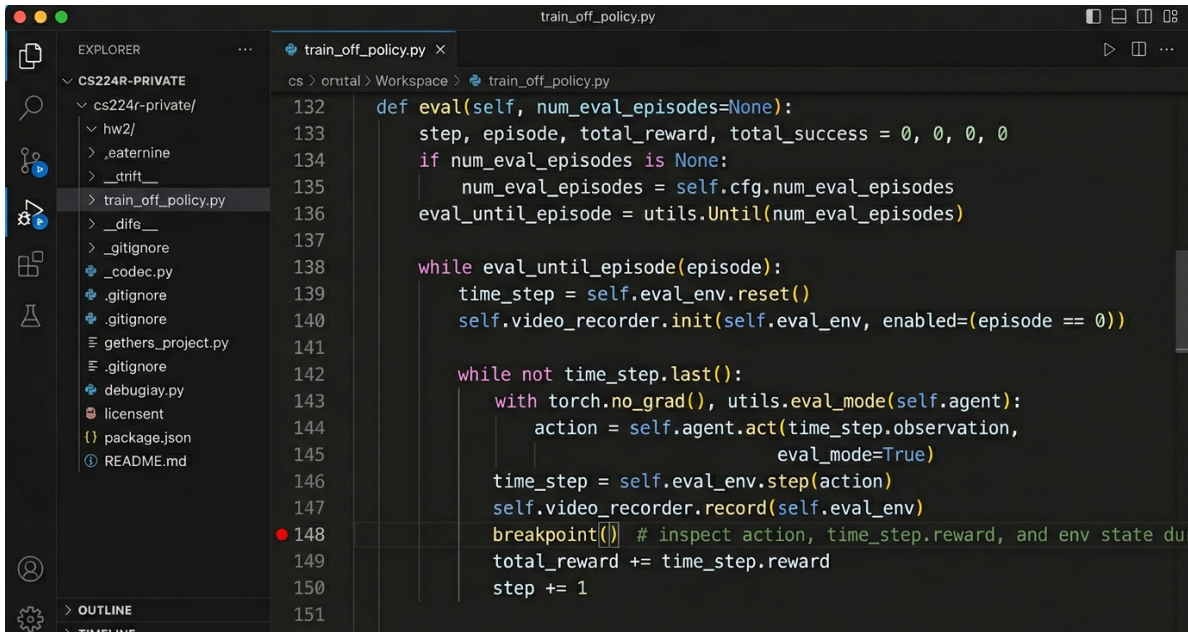 train_off_policy.py
EXPLORER
CS224R-PRIVATE
cs224r-private/
hw2/
_eaternine
train_off_policy.py
_gitignore
_codec.py
.gitignore
.gitignore
gethers_project.py
.gitignore
debugiay.py
licensent
{} package.json
README.md
OUTLINE
TIMELINE
train_off_policy.py ×
cs > > Workspace > train_off_policy.py
132 def eval(self, num_eval_episodes=None):
133 step, episode, total_reward, total_success = 0, 0, 0, 0
134 if num_eval_episodes is None:
135 num_eval_episodes = self.cfg.num_eval_episodes
136 eval_until_episode = utils.Until(num_eval_episodes)
137
138 while eval_until_episode(episode):
139 time_step = self.eval_env.reset()
140 self.video_recorder.init(self.eval_env, enabled=(episode == 0))
141
142 while not time_step.last():
143 with torch.no_grad(), utils.eval_mode(self.agent):
144 action = self.agent.act(time_step.observation,
145 eval_mode=True)
146 time_step = self.eval_env.step(action)
147 self.video_recorder.record(self.eval_env)
148 breakpoint() # inspect action, time_step.reward, and env state du
149 total_reward += time_step.reward
150 step += 1
151